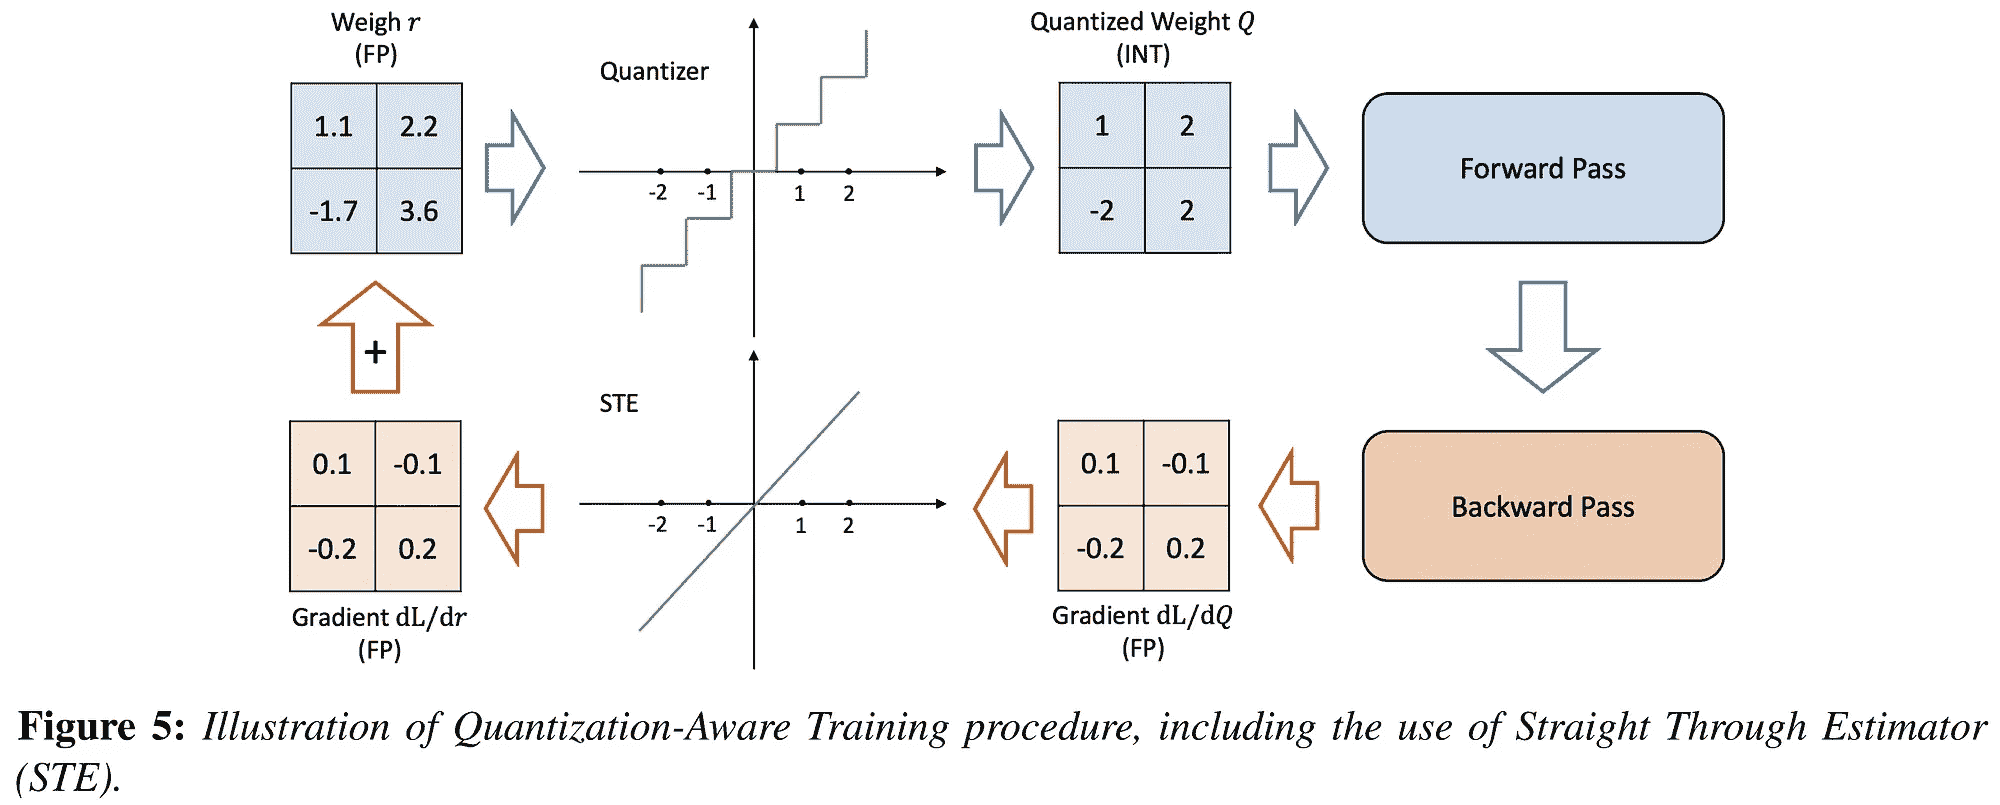 Weigh r
(FP)
1.1 2.2
-1.7 3.6
Quantizer
-2 -1 1 2
Quantized Weight Q
(INT)
1 2
-2 2
Forward Pass
+
0.1 -0.1
-0.2 0.2
Gradient dL/dr
(FP)
STE
-2 -1 1 2
0.1 -0.1
-0.2 0.2
Gradient dL/dQ
(FP)
Backward Pass
Figure 5: Illustration of Quantization-Aware Training procedure, including the use of Straight Through Estimator
(STE).